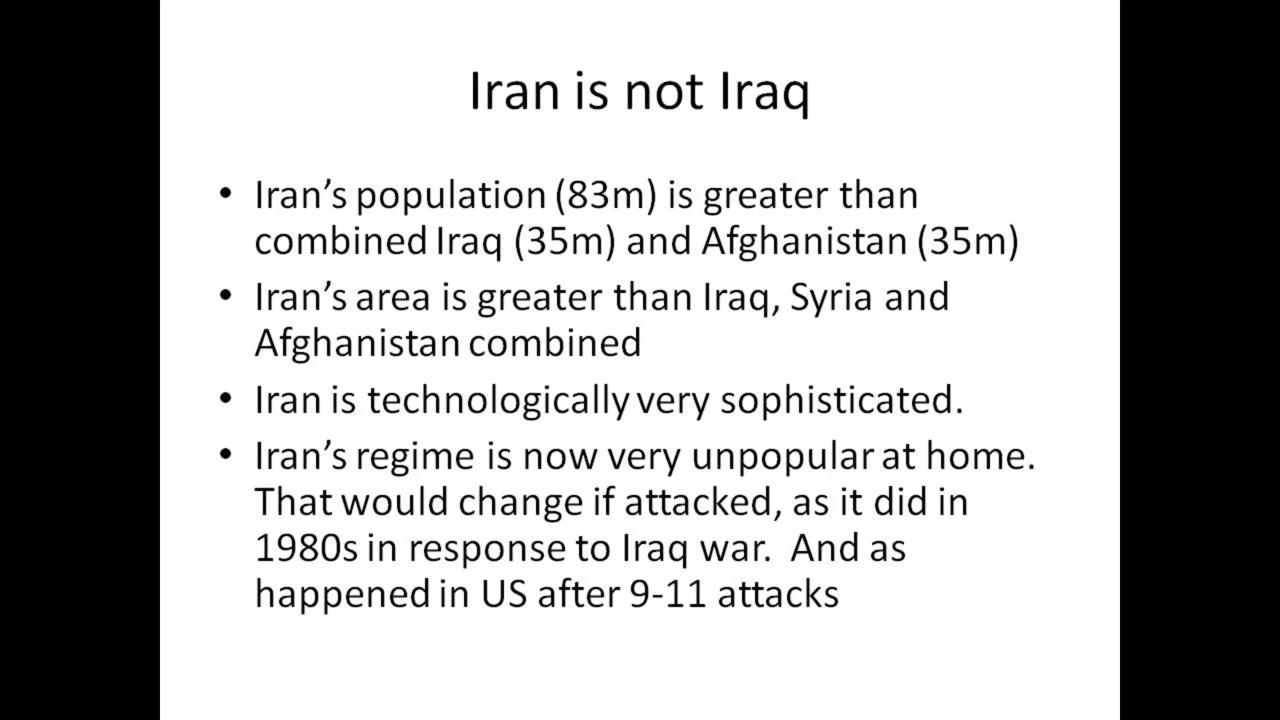 Iran is not Iraq
• Iran’s population (83m) is greater than
combined Iraq (35m) and Afghanistan (35m)
• Iran’s area is greater than Iraq, Syria and
Afghanistan combined
• Iran is technologically very sophisticated.
• Iran’s regime is now very unpopular at home.
That would change if attacked, as it did in
1980s in response to Iraq war.  And as
happened in US after 9-11 attacks